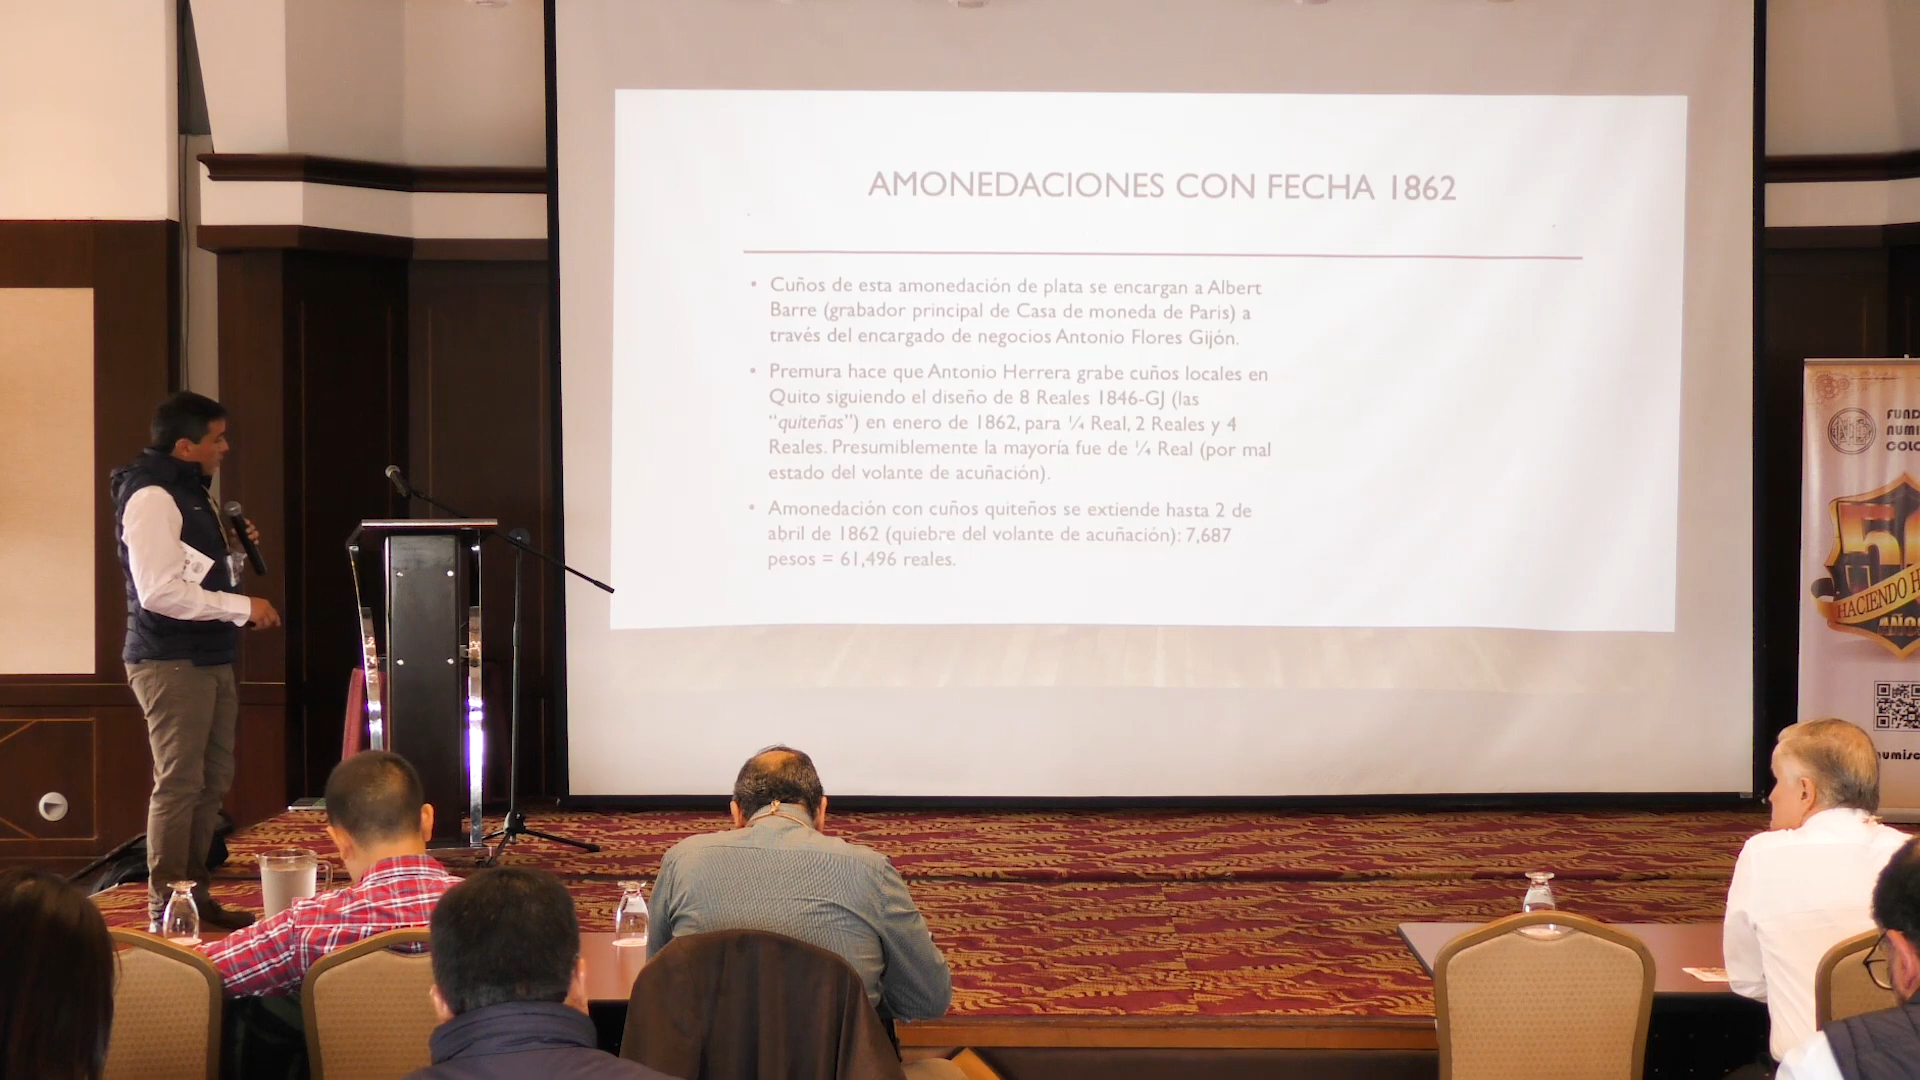 AMONEDACIONES CON FECHA 1862
• Cuños de esta amonedación de plata se encargan a Albert
Barre (grabador principal de Casa de moneda de Paris) a
través del encargado de negocios Antonio Flores Gijón.
• Premura hace que Antonio Herrera grabe cuños locales en
Quito siguiendo el diseño de 8 Reales 1846-GJ (las
“quiteñas”) en enero de 1862, para ¼ Real, 2 Reales y 4
Reales. Presumiblemente la mayoría fue de ¼ Real (por mal
estado del volante de acuñación).
• Amonedación con cuños quiteños se extiende hasta 2 de
abril de 1862 (quiebre del volante de acuñación): 7,687
pesos = 61,496 reales.
FUND
NUMI
COLO
HACIENDO H
AÑO
numisc